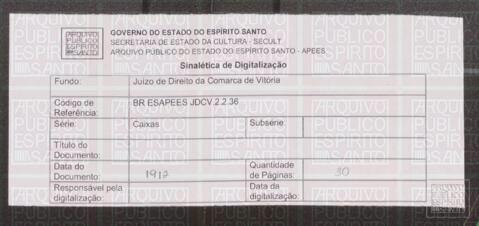 GOVERNO DO ESTADO DO ESPÍRITO SANTO
SECRETARIA DE ESTADO DA CULTURA - SECULT
ARQUIVO PÚBLICO DO ESTADO DO ESPÍRITO SANTO - APEES
ARQUIVO
PÚBLICO
ESPÍRITO
SANTO
Sinalética de Digitalização
Fundo: Juízo de Direito da Comarca de Vitória
Código de Referência: BR ESAPEES JDCV.2.2.36
Série: Caixas Subsérie:
Título do Documento:
Data do Documento: 1917 Quantidade de Páginas: 30
Responsável pela digitalização: Data da digitalização: